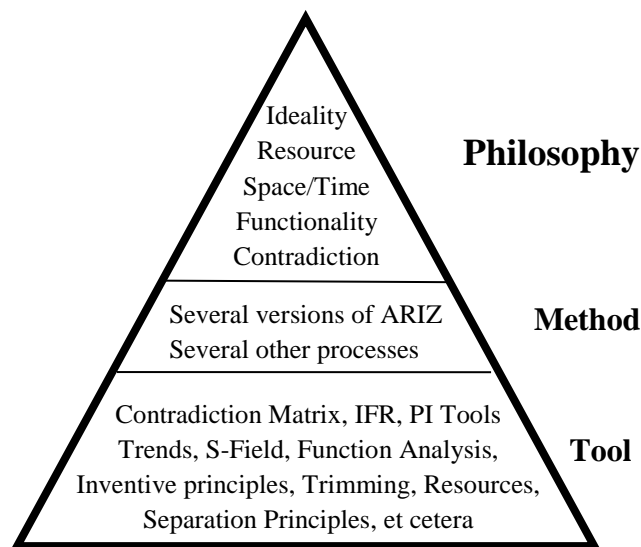 Ideality
Resource
Space/Time
Functionality
Contradiction
Philosophy
Several versions of ARIZ
Several other processes
Method
Contradiction Matrix, IFR, PI Tools
Trends, S-Field, Function Analysis,
Inventive principles, Trimming, Resources,
Separation Principles, et cetera
Tool